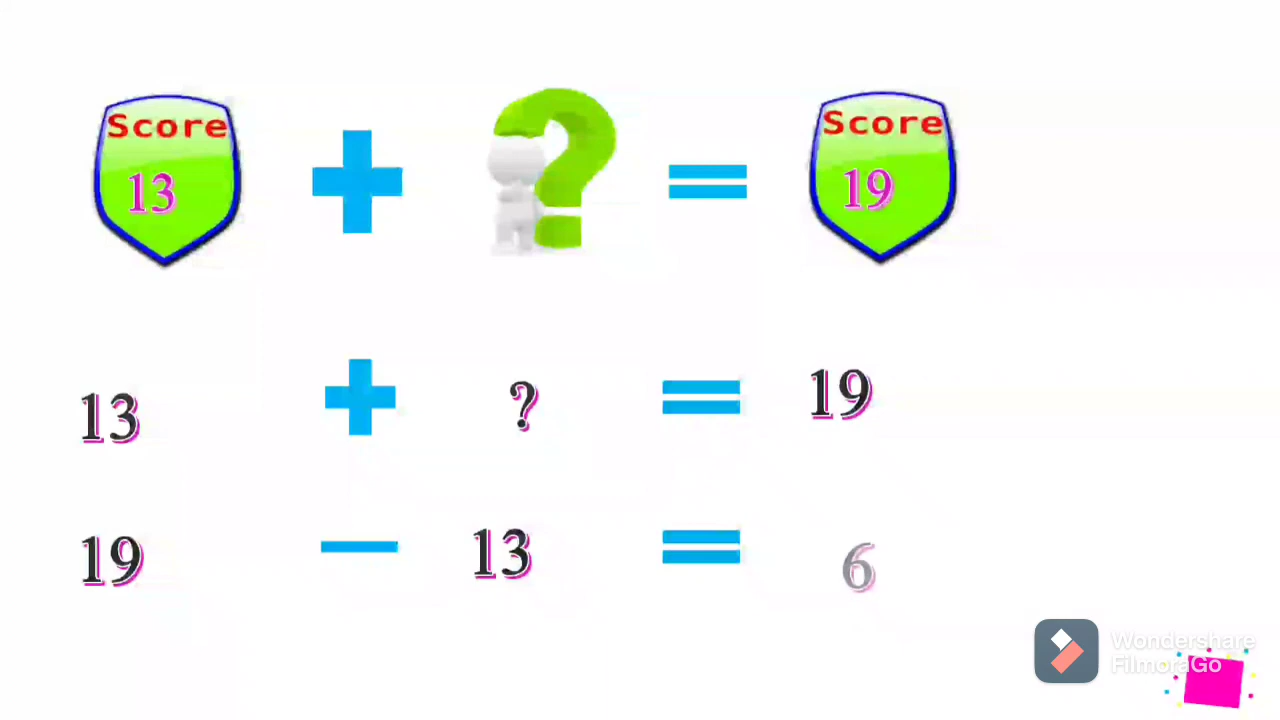 Score + ? = Score
13 19
13 + ? = 19
19 − 13 = 6
Wondershare
FilmoraGo